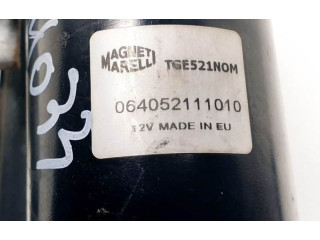 MAGNETI
MARELLI
TGE521NOM
064052111010
12V MADE IN EU